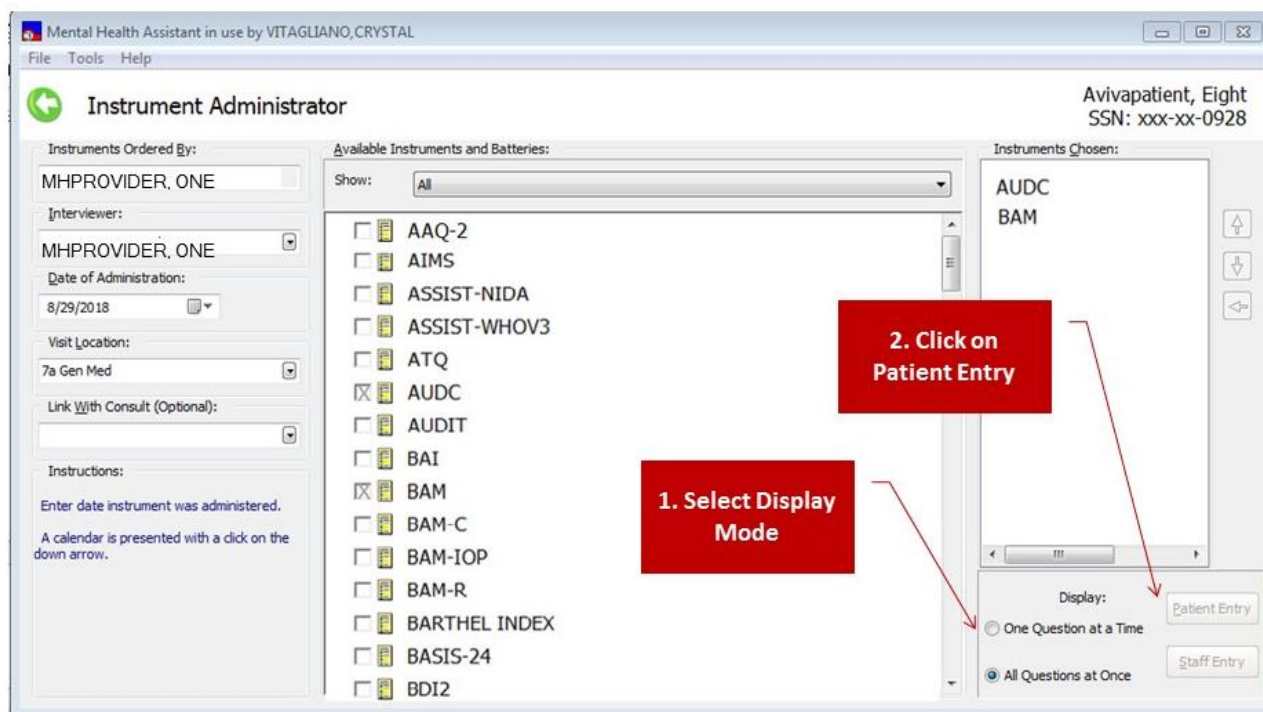 Mental Health Assistant in use by VITAGLIANO,CRYSTAL
File Tools Help
Instrument Administrator
Avivapatient, Eight
SSN: xxx-xx-0928
Instruments Ordered By:
MHPROVIDER, ONE
Interviewer:
MHPROVIDER, ONE
Date of Administration:
8/29/2018
Visit Location:
7a Gen Med
Link With Consult (Optional):
Instructions:
Enter date instrument was administered.
A calendar is presented with a click on the
down arrow.
Available Instruments and Batteries:
Show: All
AAQ-2
AIMS
ASSIST-NIDA
ASSIST-WHOV3
ATQ
AUDC
AUDIT
BAI
BAM
BAM-C
BAM-IOP
BAM-R
BARTHEL INDEX
BASIS-24
BDI2
Instruments Chosen:
AUDC
BAM
1. Select Display
Mode
2. Click on
Patient Entry
Display:
One Question at a Time
All Questions at Once
Patient Entry
Staff Entry